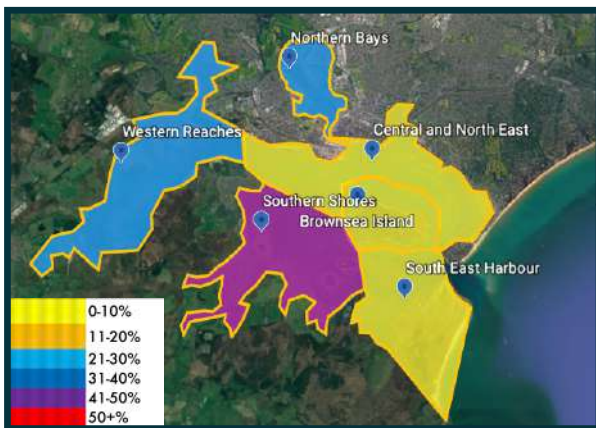 Northern Bays
Western Reaches
Central and North East
Southern Shores
Brownsea Island
South East Harbour
0-10%
11-20%
21-30%
31-40%
41-50%
50+%